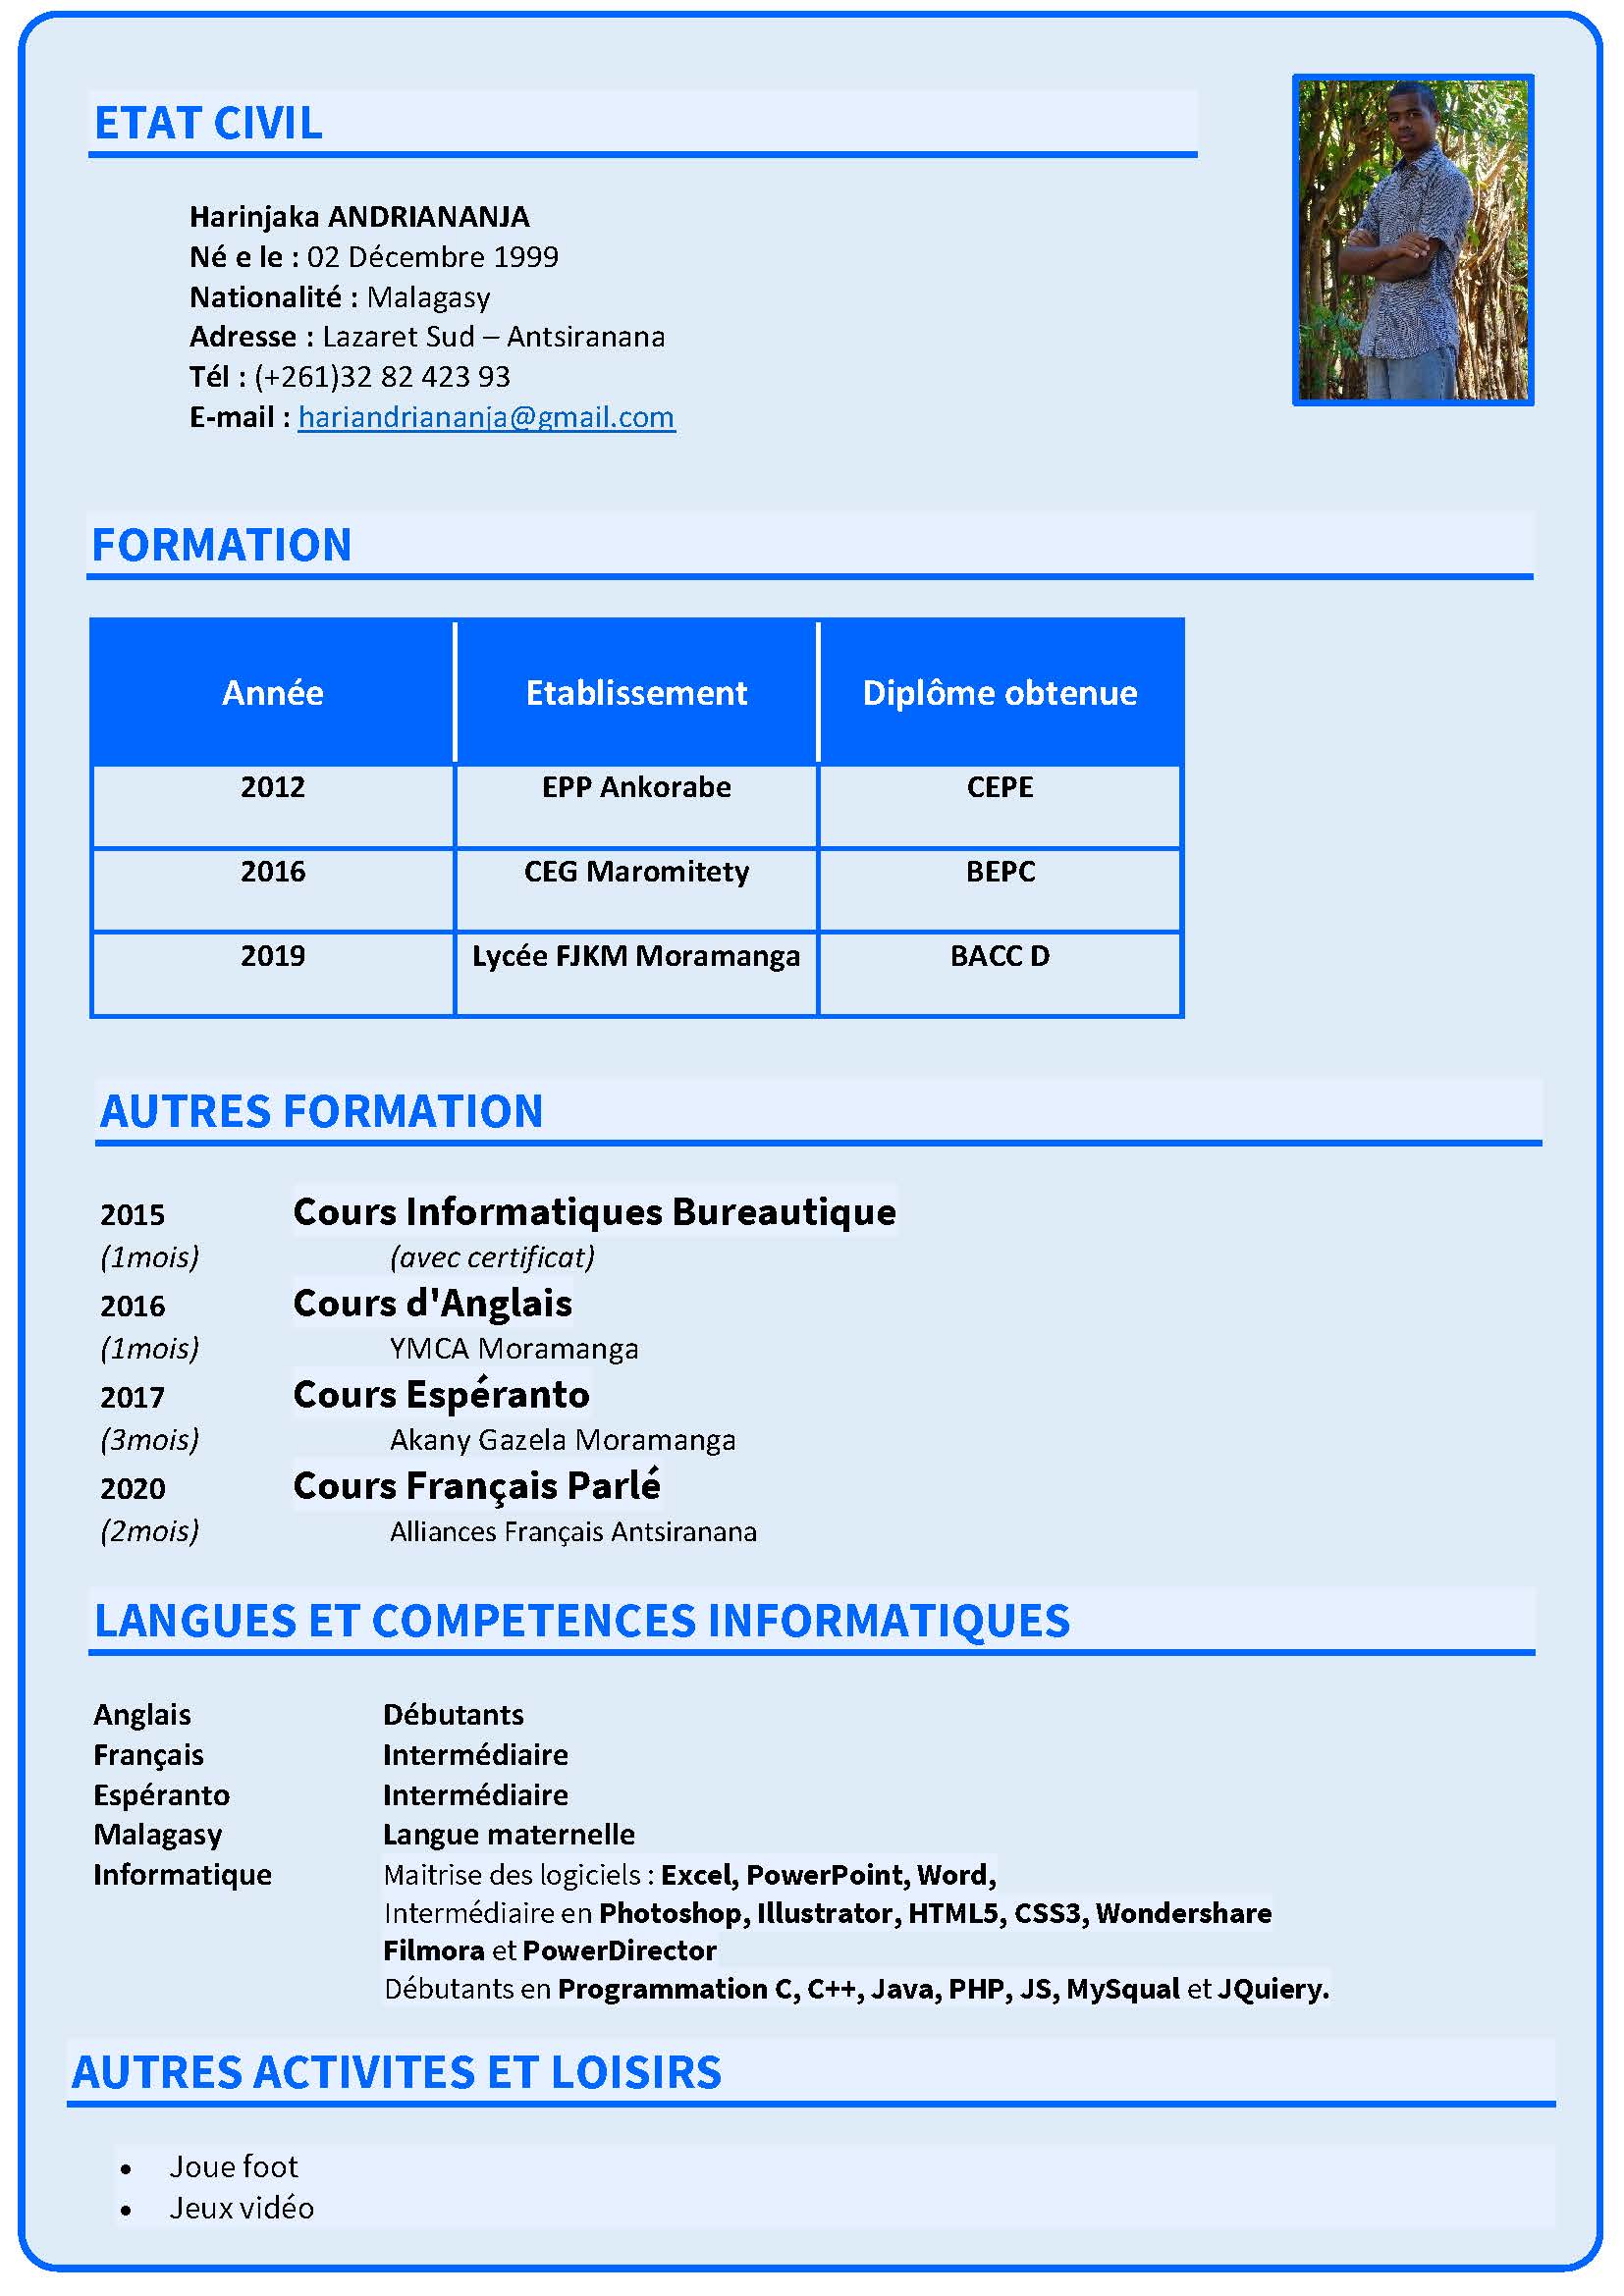 ETAT CIVIL
Harinjaka ANDRIANANJA
Né e le : 02 Décembre 1999
Nationalité : Malagasy
Adresse : Lazaret Sud – Antsiranana
Tél : (+261)32 82 423 93
E-mail : hariandriananja@gmail.com
FORMATION
Année Etablissement Diplôme obtenue
2012 EPP Ankorabe CEPE
2016 CEG Maromitety BEPC
2019 Lycée FJKM Moramanga BACC D
AUTRES FORMATION
2015 Cours Informatiques Bureautique
(1mois) (avec certificat)
2016 Cours d'Anglais
(1mois) YMCA Moramanga
2017 Cours Espéranto
(3mois) Akany Gazela Moramanga
2020 Cours Français Parlé
(2mois) Alliances Français Antsiranana
LANGUES ET COMPETENCES INFORMATIQUES
Anglais Débutants
Français Intermédiaire
Espéranto Intermédiaire
Malagasy Langue maternelle
Informatique Maitrise des logiciels : Excel, PowerPoint, Word,
Intermédiaire en Photoshop, Illustrator, HTML5, CSS3, Wondershare
Filmora et PowerDirector
Débutants en Programmation C, C++, Java, PHP, JS, MySqual et JQuiery.
AUTRES ACTIVITES ET LOISIRS
• Joue foot
• Jeux vidéo